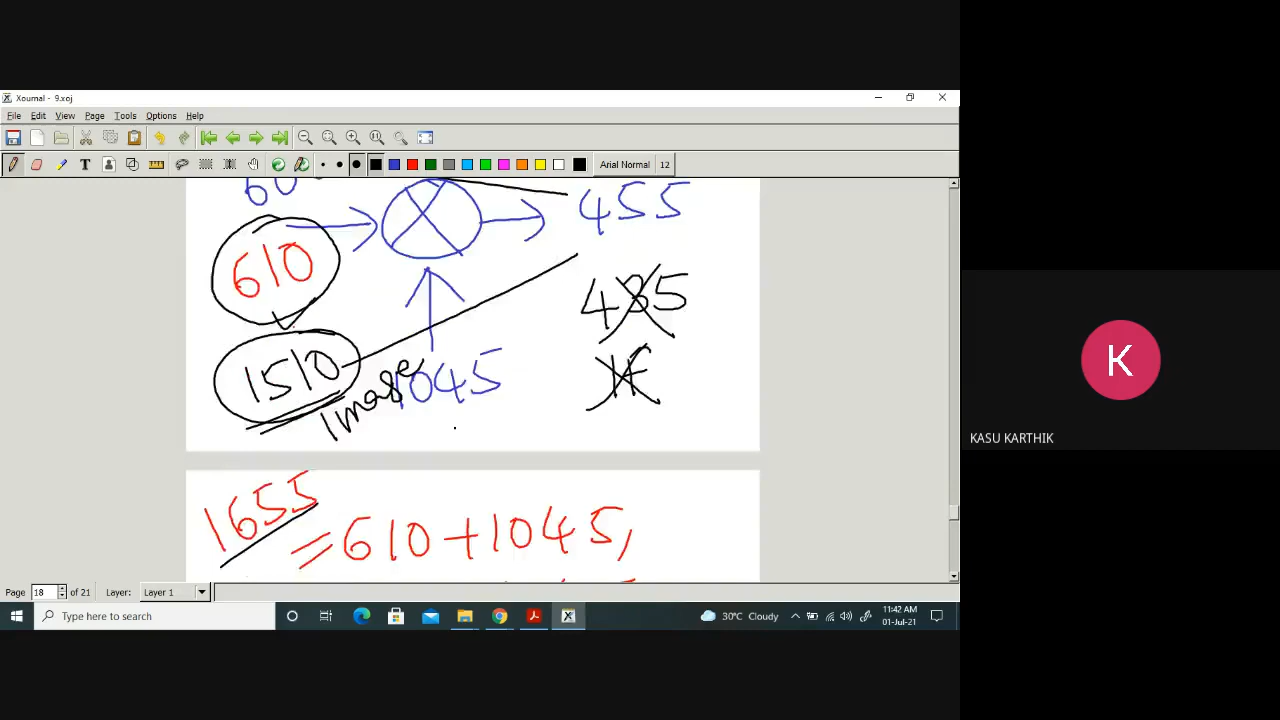 Xournal - 9.xoj
File Edit View Page Tools Options Help
T Arial Normal 12
455
610
485
1510
1045
Image
1655
= 610 + 1045,
Page 18 of 21 Layer: Layer 1
Type here to search
30°C Cloudy
11:42 AM
01-Jul-21
K
KASU KARTHIK